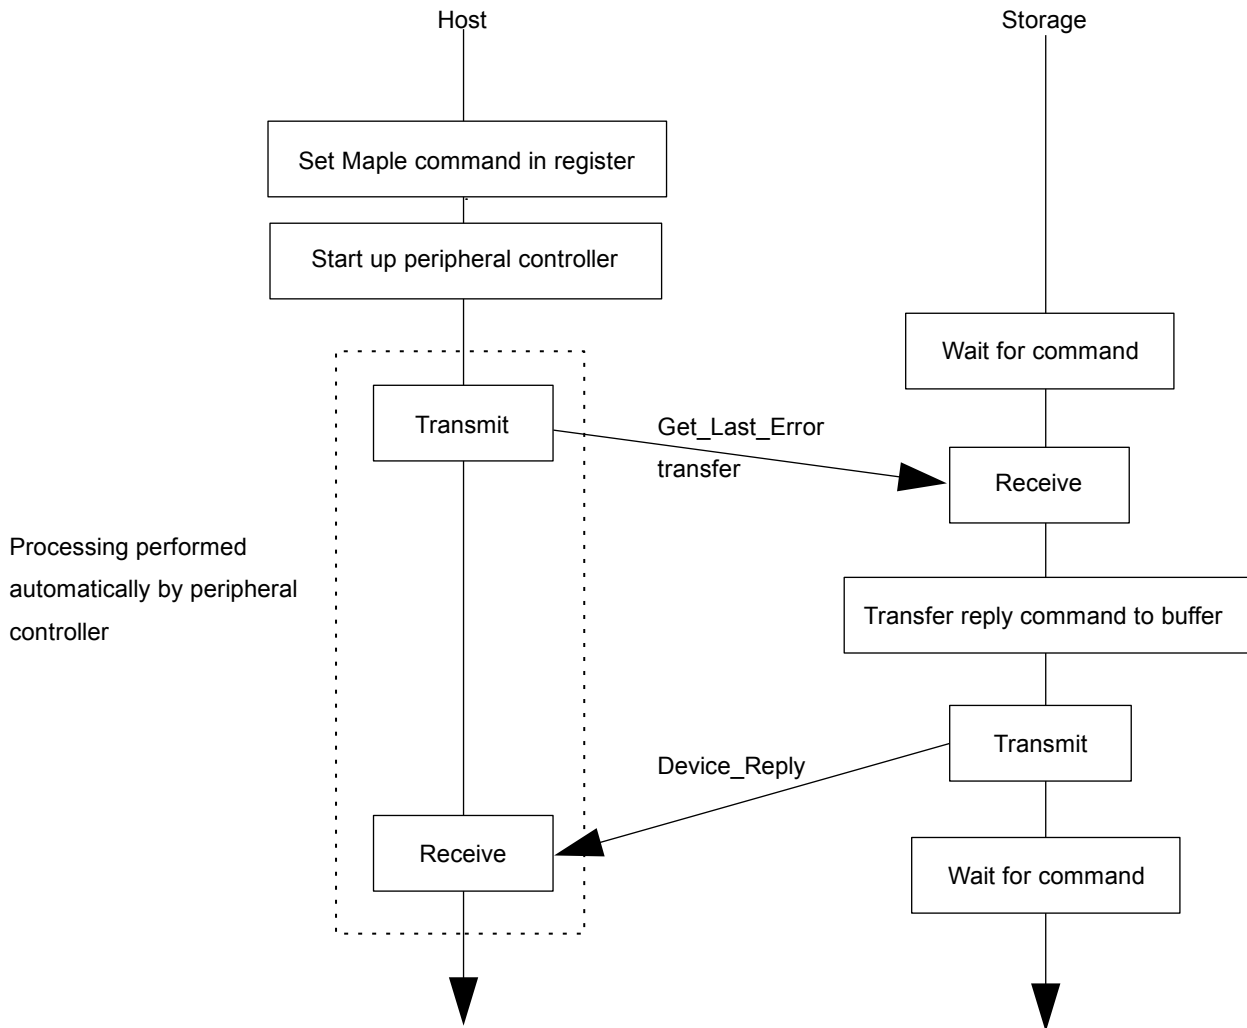 Host
Storage
Set Maple command in register
Start up peripheral controller
Wait for command
Transmit
Get_Last_Error
transfer
Receive
Processing performed
automatically by peripheral
controller
Transfer reply command to buffer
Transmit
Device_Reply
Receive
Wait for command